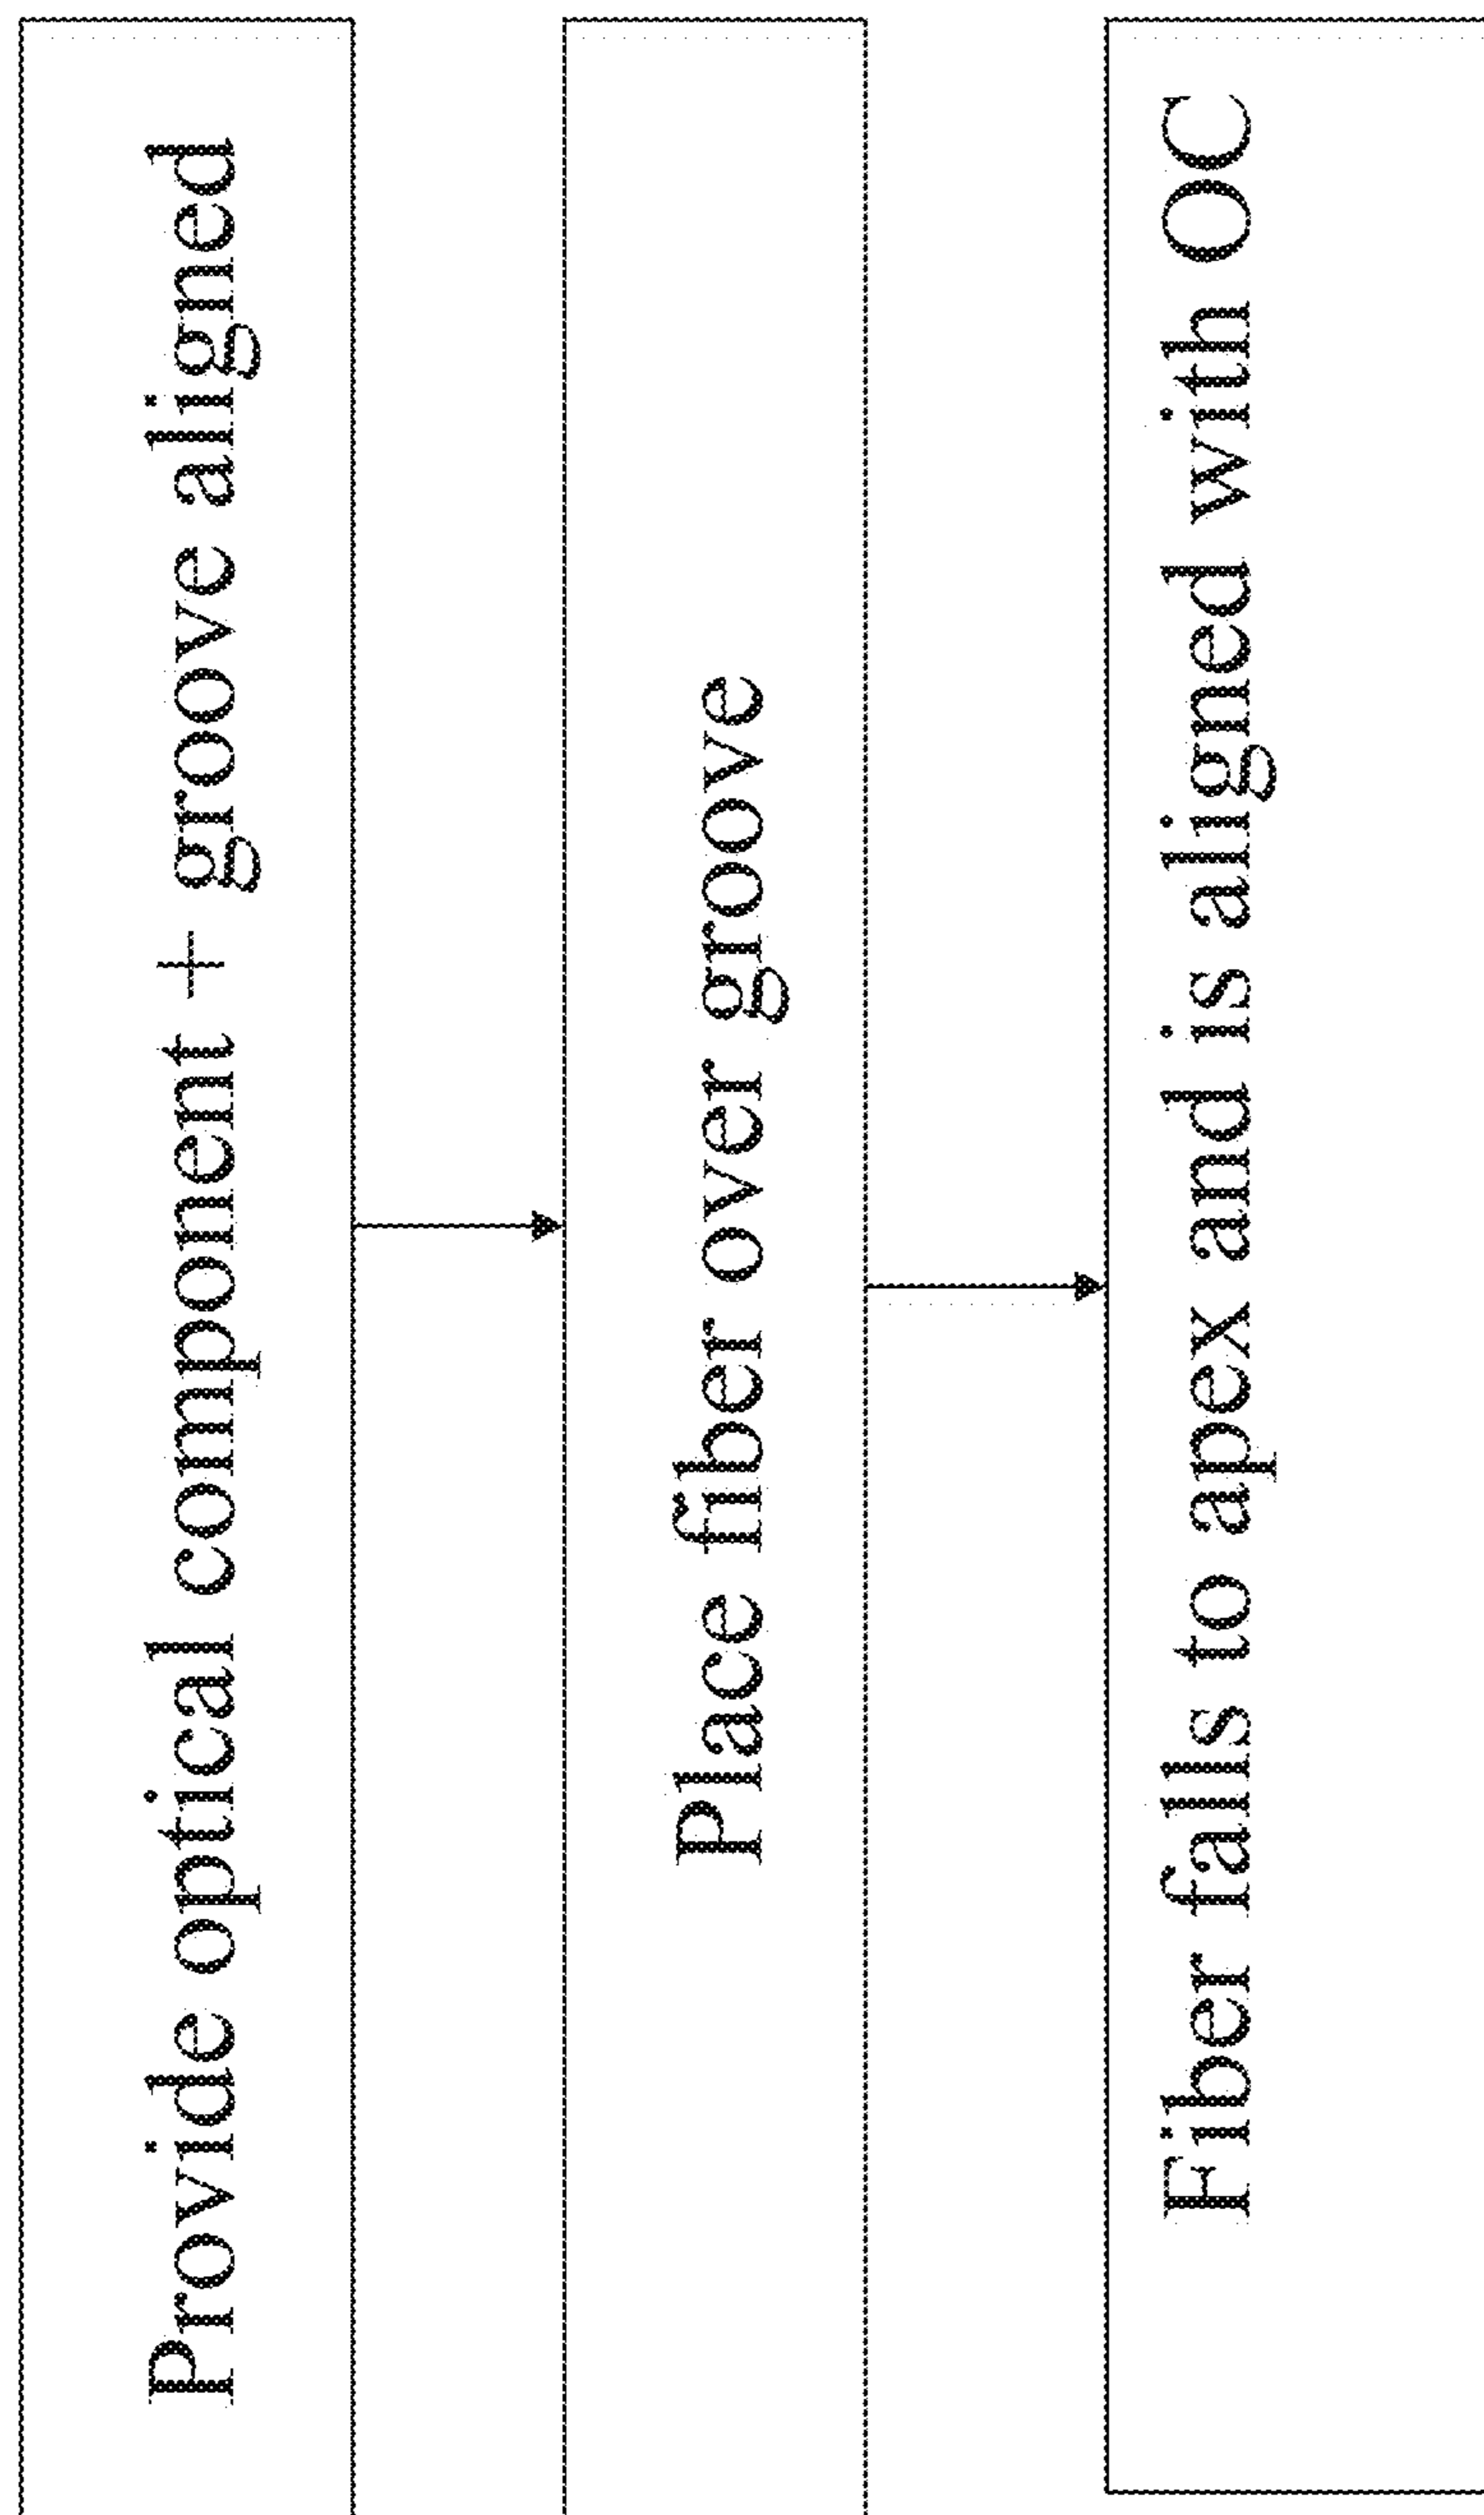 Provide optical component + groove aligned
Place fiber over groove
Fiber falls to apex and is aligned with OC